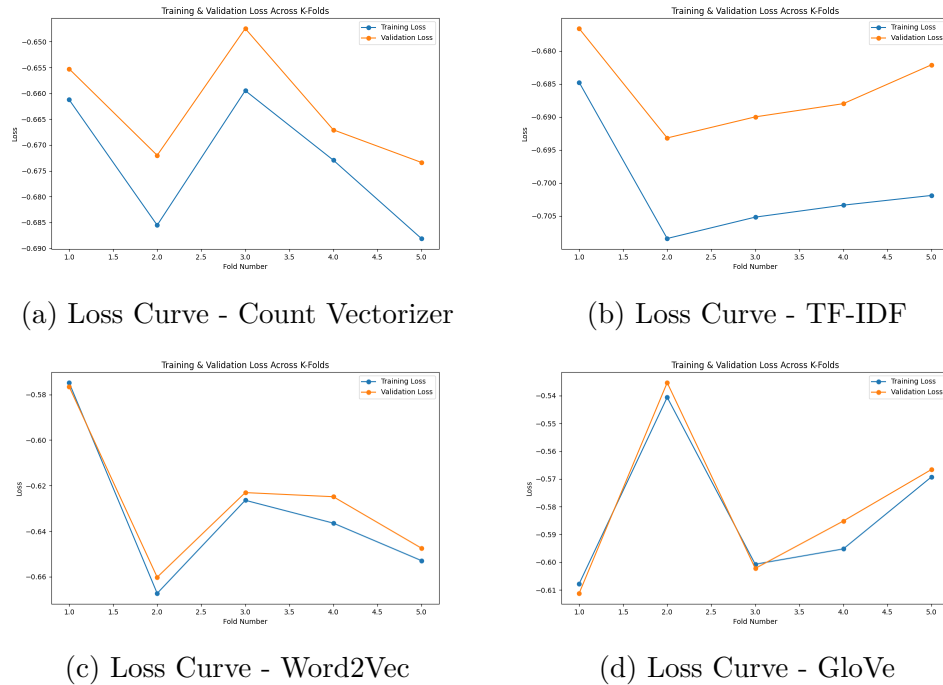 Training & Validation Loss Across K-Folds
Training Loss
Validation Loss
−0.650
−0.655
−0.660
−0.665
−0.670
−0.675
−0.680
−0.685
−0.690
Loss
1.0 1.5 2.0 2.5 3.0 3.5 4.0 4.5 5.0
Fold Number
(a) Loss Curve - Count Vectorizer
Training & Validation Loss Across K-Folds
Training Loss
Validation Loss
−0.680
−0.685
−0.690
−0.695
−0.700
−0.705
Loss
1.0 1.5 2.0 2.5 3.0 3.5 4.0 4.5 5.0
Fold Number
(b) Loss Curve - TF-IDF
Training & Validation Loss Across K-Folds
Training Loss
Validation Loss
−0.58
−0.60
−0.62
−0.64
−0.66
Loss
1.0 1.5 2.0 2.5 3.0 3.5 4.0 4.5 5.0
Fold Number
(c) Loss Curve - Word2Vec
Training & Validation Loss Across K-Folds
Training Loss
Validation Loss
−0.54
−0.55
−0.56
−0.57
−0.58
−0.59
−0.60
−0.61
Loss
1.0 1.5 2.0 2.5 3.0 3.5 4.0 4.5 5.0
Fold Number
(d) Loss Curve - GloVe